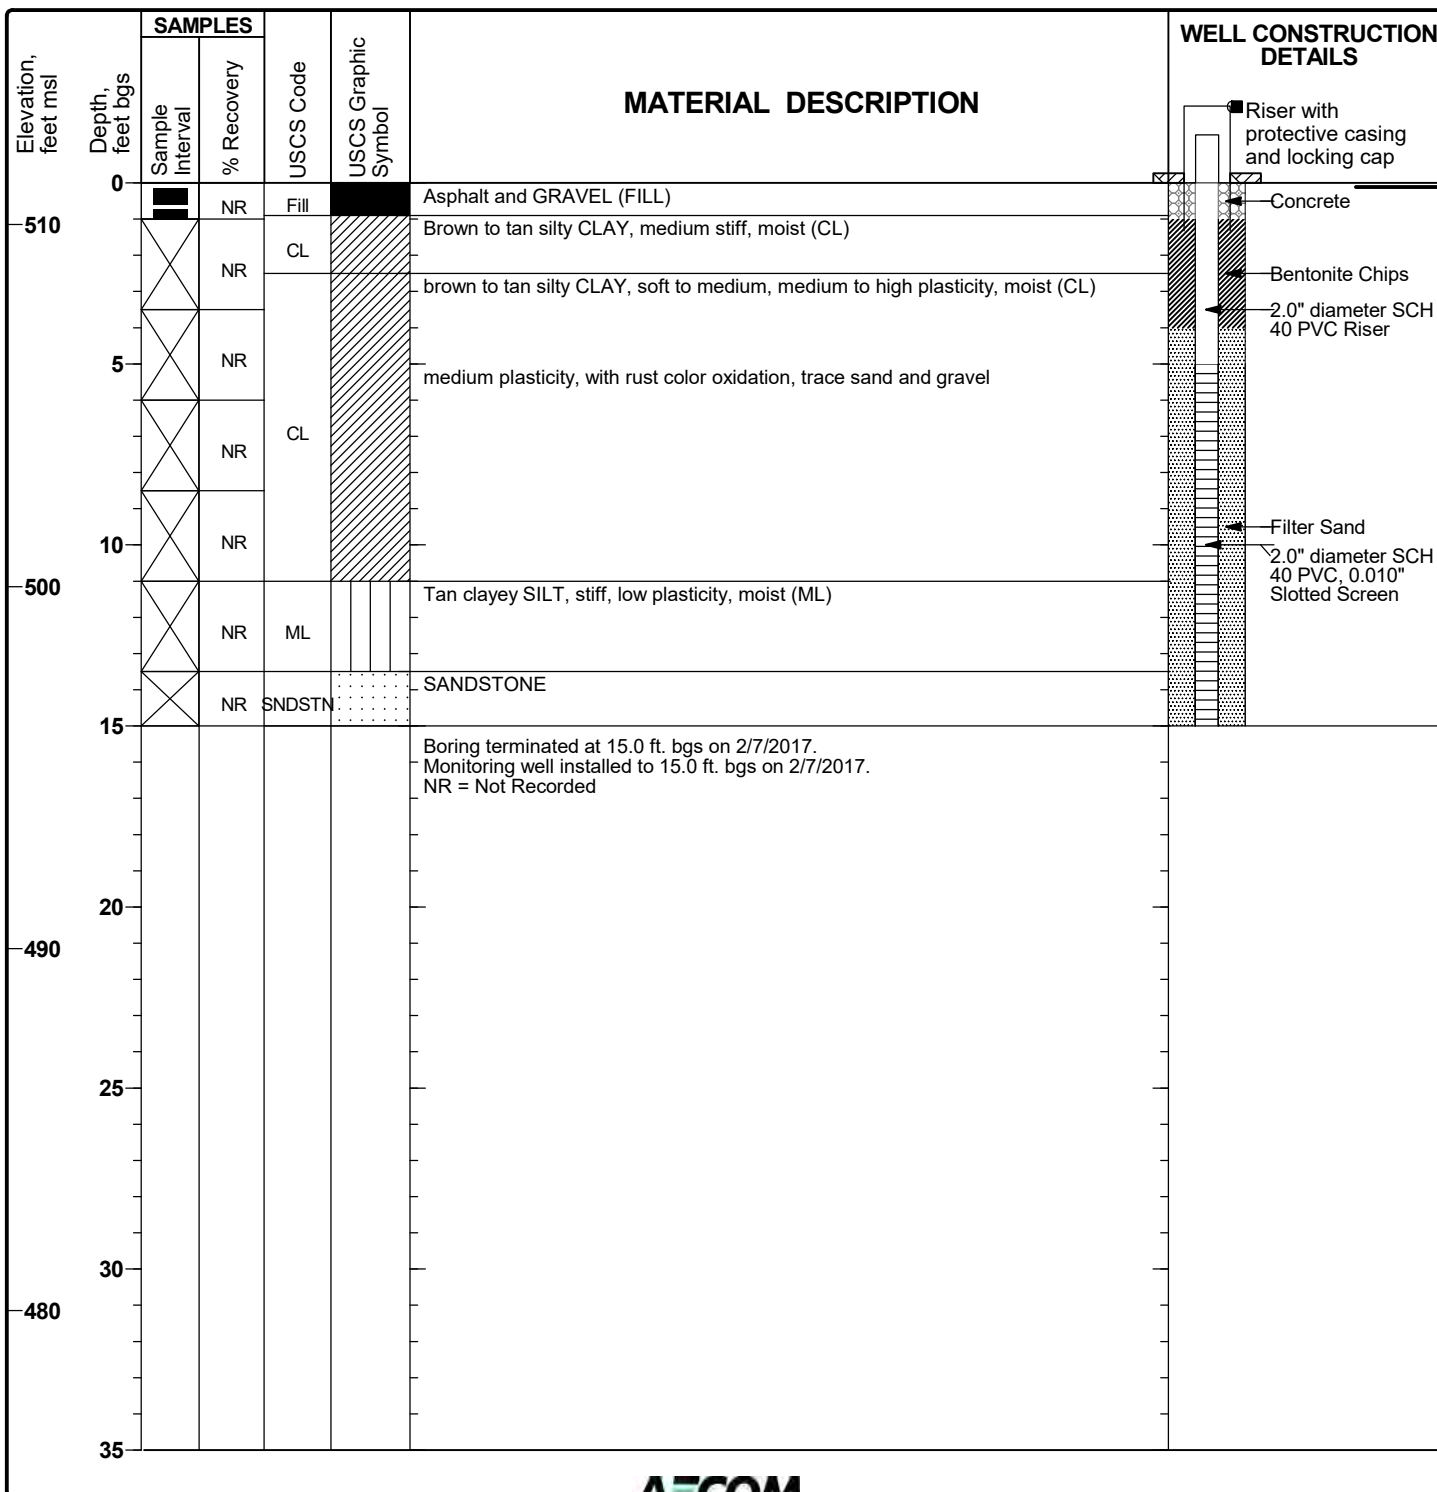 SAMPLES
Elevation,
feet msl
Depth,
feet bgs
Sample
Interval
% Recovery
USCS Code
USCS Graphic
Symbol
MATERIAL DESCRIPTION
WELL CONSTRUCTION
DETAILS
Riser with
protective casing
and locking cap
0
NR
Fill
Asphalt and GRAVEL (FILL)
Concrete
510
CL
Brown to tan silty CLAY, medium stiff, moist (CL)
NR
Bentonite Chips
brown to tan silty CLAY, soft to medium, medium to high plasticity, moist (CL)
2.0" diameter SCH
40 PVC Riser
5
NR
medium plasticity, with rust color oxidation, trace sand and gravel
CL
NR
Filter Sand
10
NR
2.0" diameter SCH
40 PVC, 0.010"
Slotted Screen
500
Tan clayey SILT, stiff, low plasticity, moist (ML)
NR
ML
SANDSTONE
NR
SNDSTN
15
Boring terminated at 15.0 ft. bgs on 2/7/2017.
Monitoring well installed to 15.0 ft. bgs on 2/7/2017.
NR = Not Recorded
20
490
25
30
480
35
AECOM